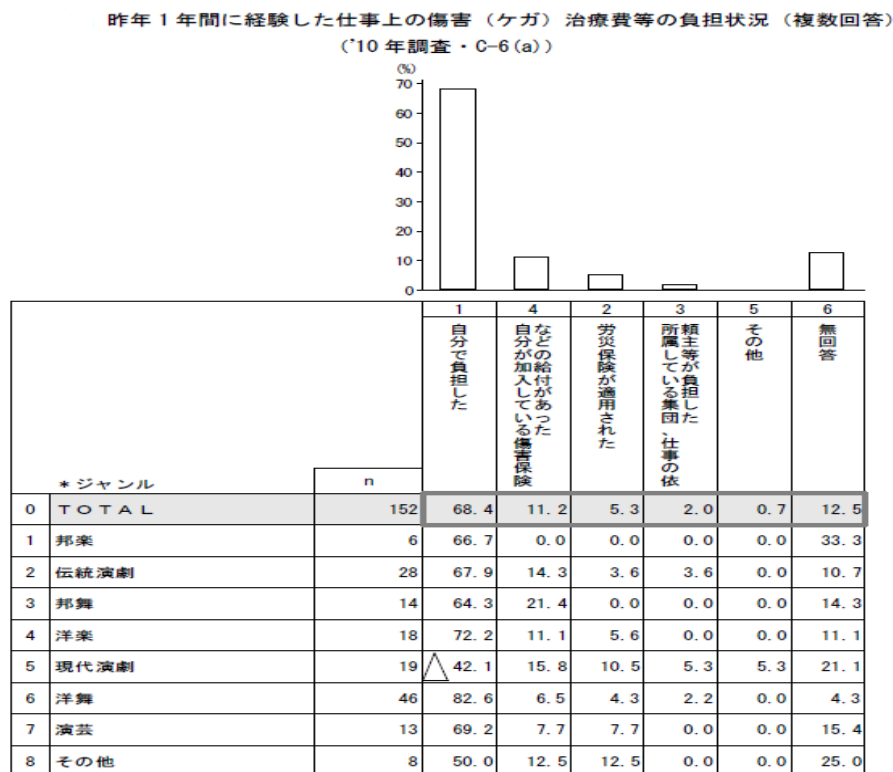 昨年1年間に経験した仕事上の傷害（ケガ）治療費等の負担状況（複数回答）
（'10年調査・C-6(a)）
(%)
70
60
50
40
30
20
10
0
1 4 2 3 5 6
自分で負担した
自分が加入している傷害保険
などの給付があった
労災保険が適用された
所属している集団、仕事の依
頼主等が負担した
その他
無回答
＊ジャンル n
0 TOTAL 152 68.4 11.2 5.3 2.0 0.7 12.5
1 邦楽 6 66.7 0.0 0.0 0.0 0.0 33.3
2 伝統演劇 28 67.9 14.3 3.6 3.6 0.0 10.7
3 邦舞 14 64.3 21.4 0.0 0.0 0.0 14.3
4 洋楽 18 72.2 11.1 5.6 0.0 0.0 11.1
5 現代演劇 19 42.1 15.8 10.5 5.3 5.3 21.1
6 洋舞 46 82.6 6.5 4.3 2.2 0.0 4.3
7 演芸 13 69.2 7.7 7.7 0.0 0.0 15.4
8 その他 8 50.0 12.5 12.5 0.0 0.0 25.0